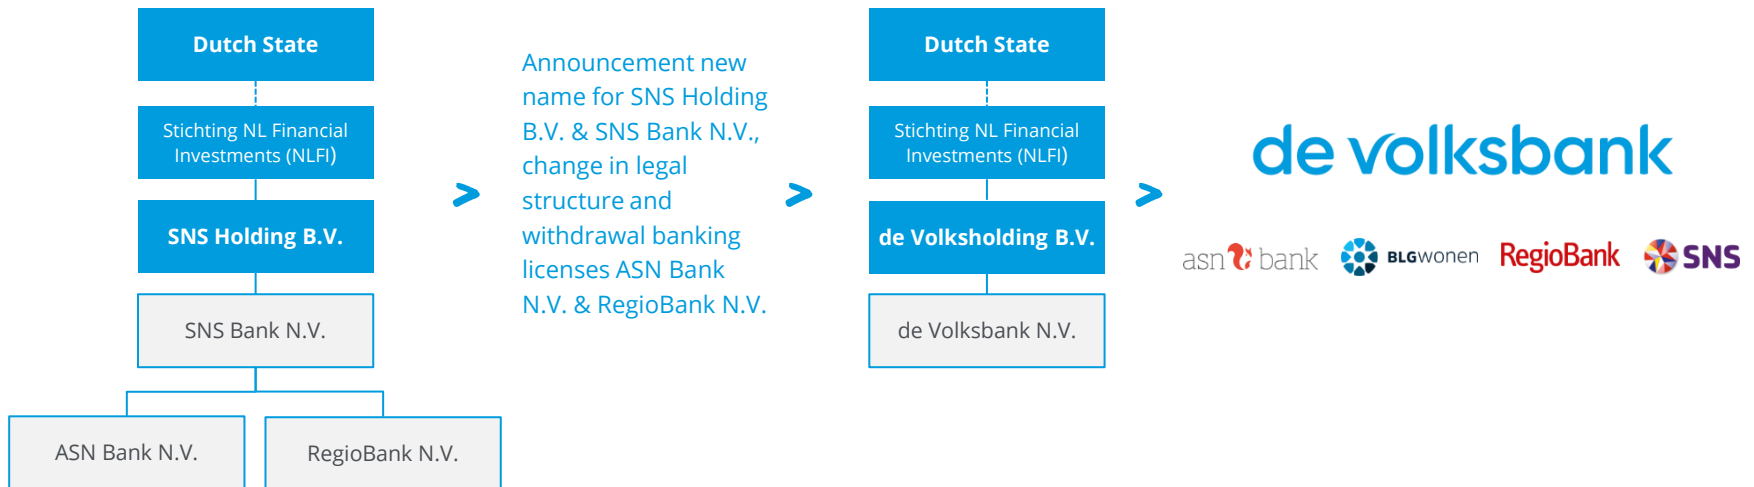 Dutch State
Stichting NL Financial
Investments (NLFI)
SNS Holding B.V.
SNS Bank N.V.
ASN Bank N.V.
RegioBank N.V.
>
Announcement new
name for SNS Holding
B.V. & SNS Bank N.V.,
change in legal
structure and
withdrawal banking
licenses ASN Bank
N.V. & RegioBank N.V.
>
Dutch State
Stichting NL Financial
Investments (NLFI)
de Volksholding B.V.
de Volksbank N.V.
>
de volksbank
asn bank
BLGwonen
RegioBank
SNS